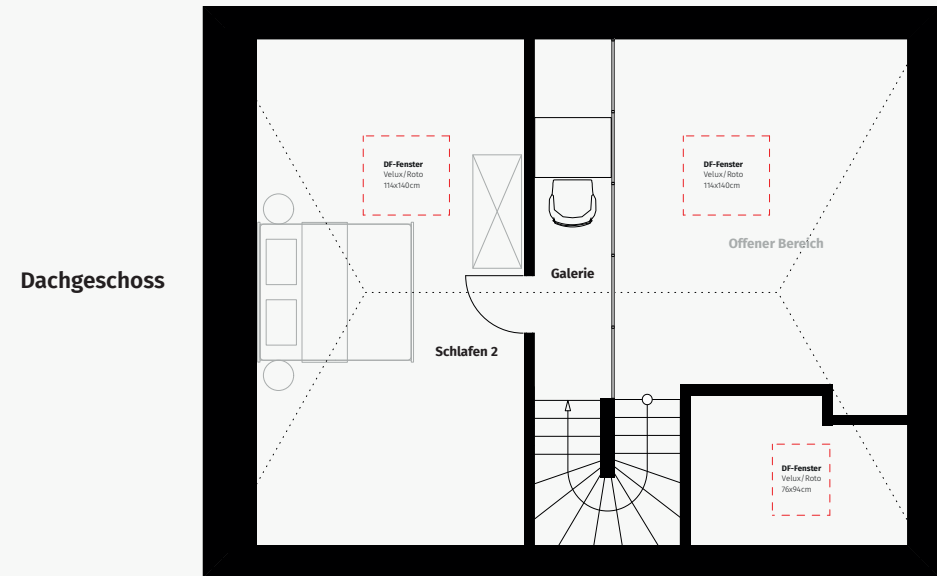 DF-Fenster
Velux/Roto
114x140cm
DF-Fenster
Velux/Roto
114x140cm
Offener Bereich
Galerie
Dachgeschoss
Schlafen 2
DF-Fenster
Velux/Roto
76x94cm